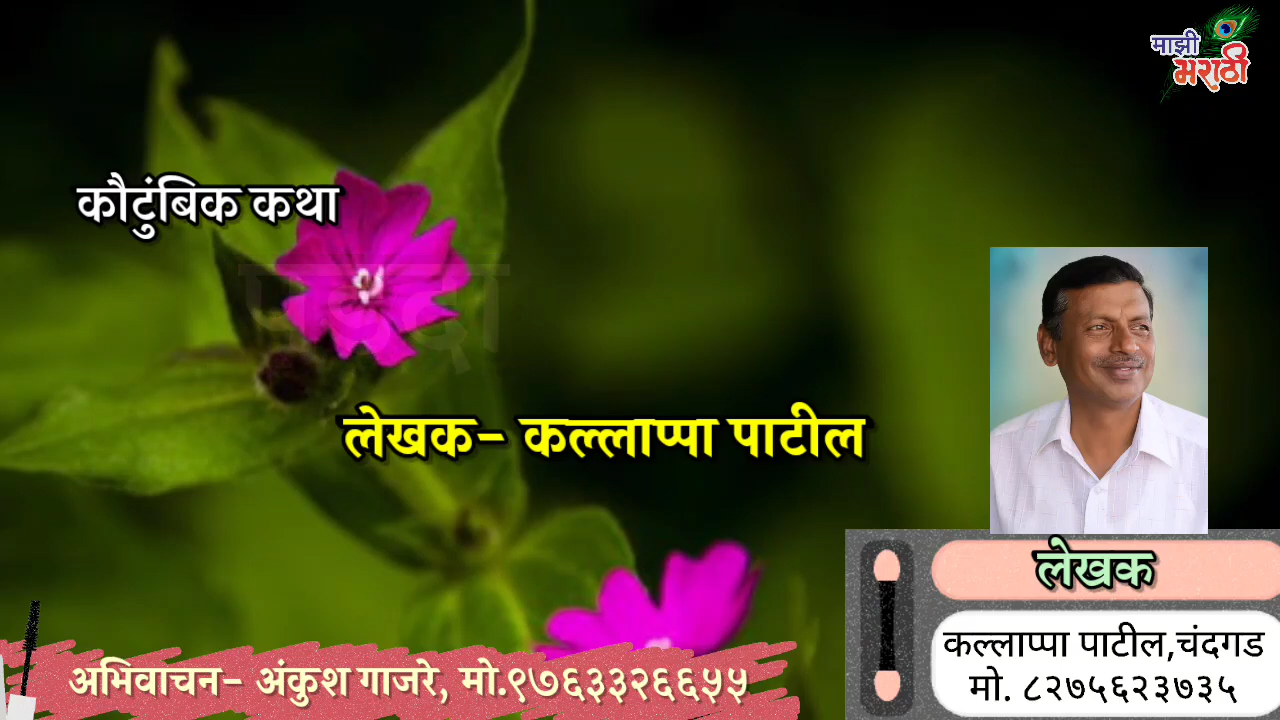 माझी
मराठी
कौटुंबिक कथा
लेखक- कल्लाप्पा पाटील
लेखक
कल्लाप्पा पाटील,चंदगड
मो. ८२७५६२३७३५
अभिवाचन- अंकुश गाजरे, मो.९७६३३२६६५५